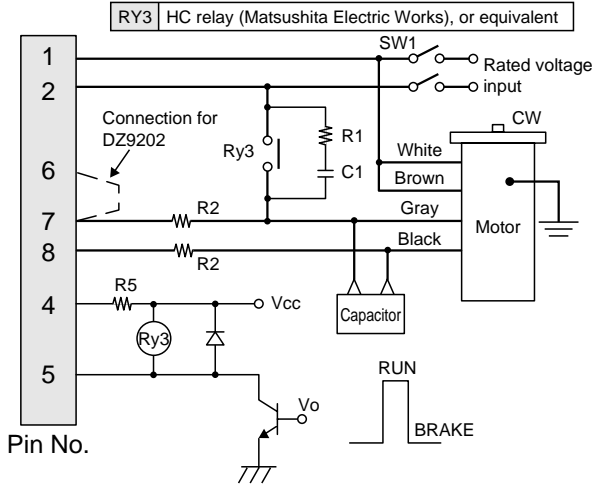 RY3 HC relay (Matsushita Electric Works), or equivalent
1
SW1
Rated voltage
input
2
Connection for
DZ9202
CW
R1
Ry3
C1
White
Brown
6
7
R2
Gray
Motor
8
R2
Black
R5
4
Vcc
Capacitor
Ry3
5
RUN
Vo
BRAKE
Pin No.